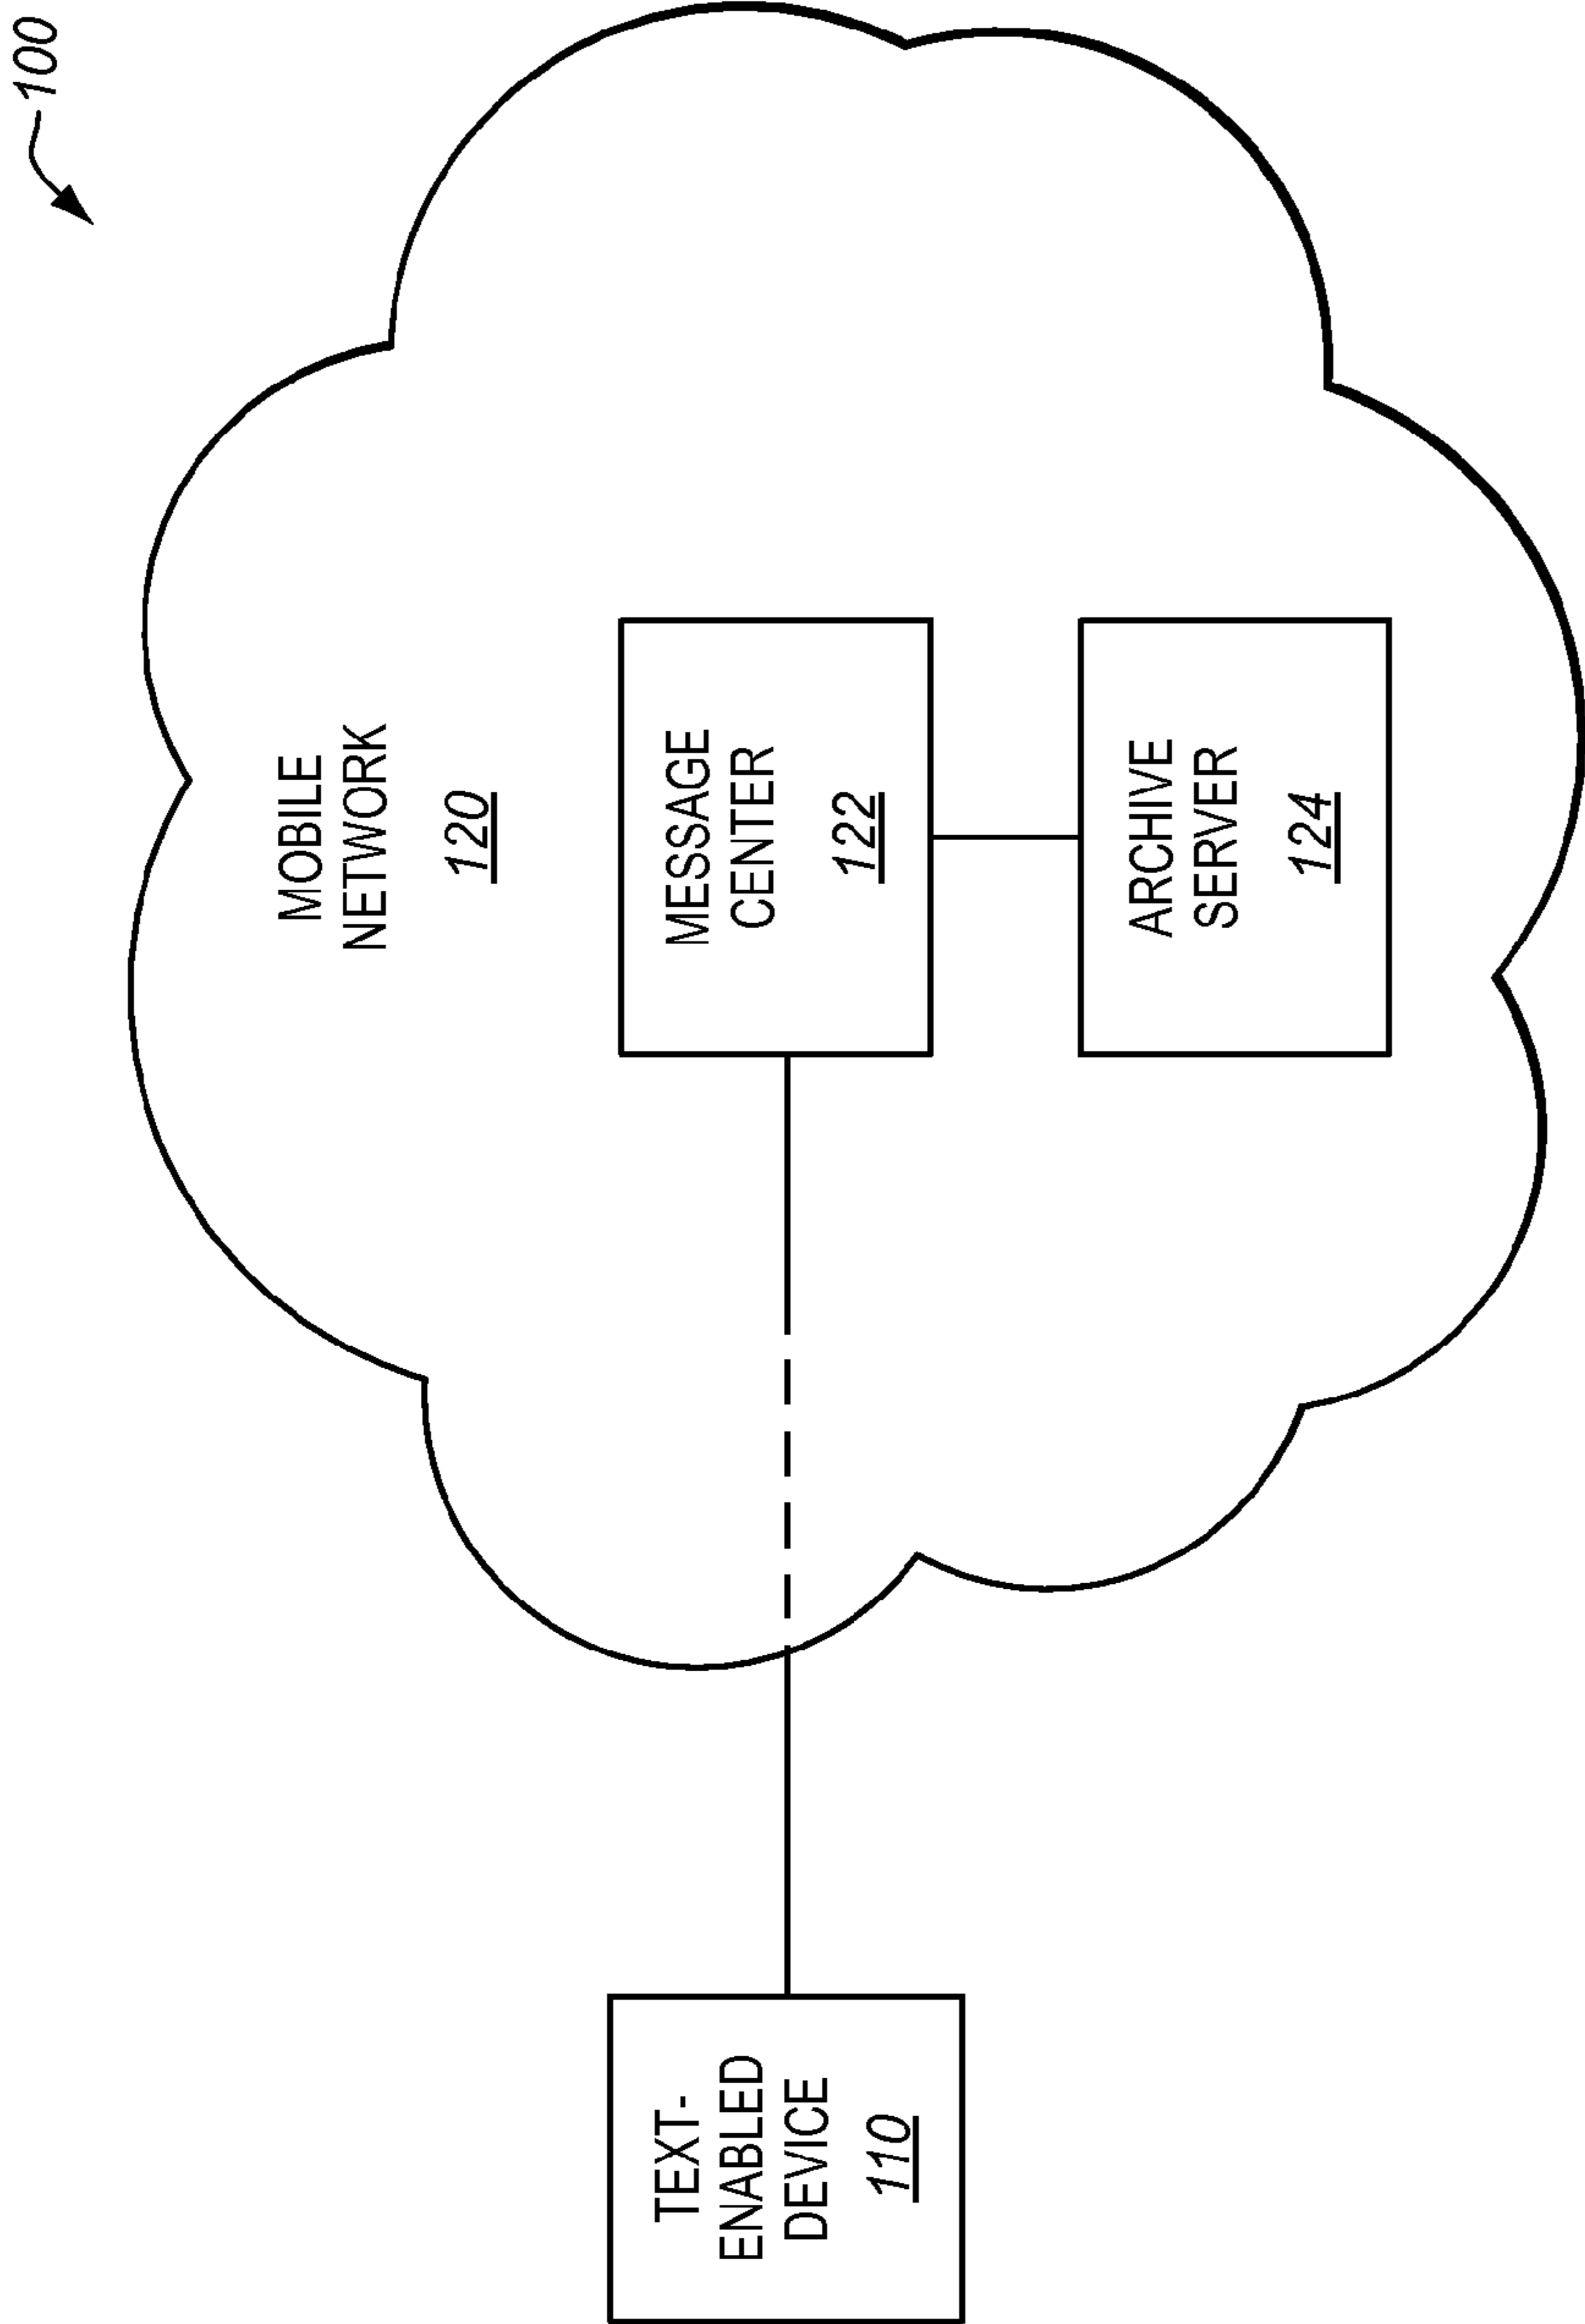 100
MOBILE
NETWORK
120
MESSAGE
CENTER
122
ARCHIVE
SERVER
124
TEXT-
ENABLED
DEVICE
110